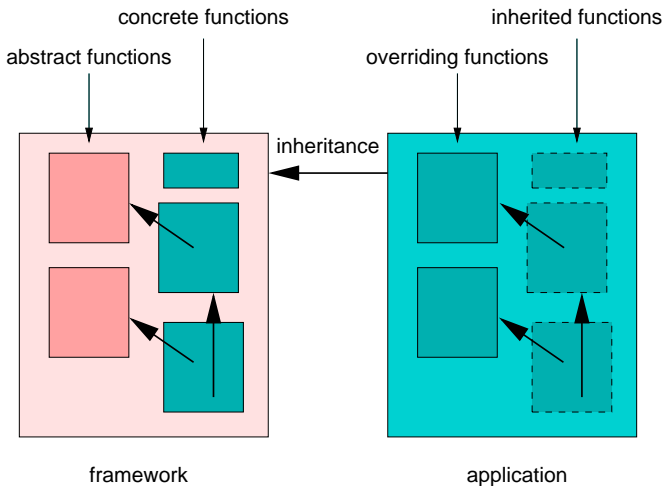 concrete functions
inherited functions
abstract functions
overriding functions
inheritance
framework
application